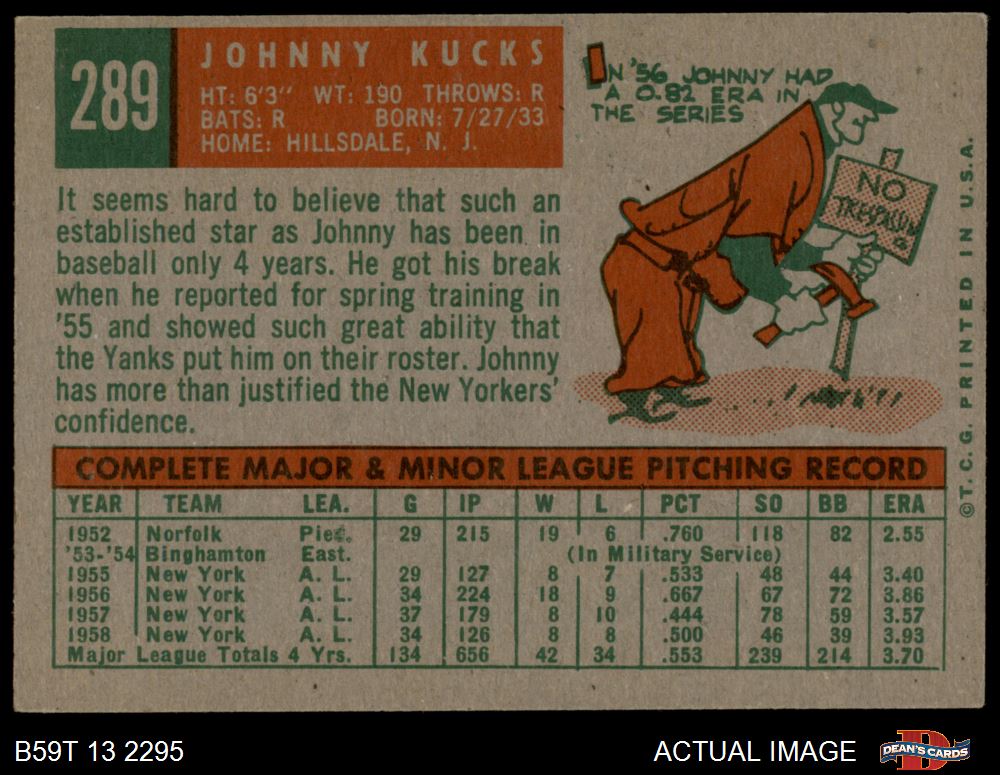 289
JOHNNY KUCKS
HT: 6'3" WT: 190 THROWS: R
BATS: R BORN: 7/27/33
HOME: HILLSDALE, N. J.
IN '56 JOHNNY HAD
A 0.82 ERA IN
THE SERIES
NO
It seems hard to believe that such an
established star as Johnny has been in
baseball only 4 years. He got his break
when he reported for spring training in
'55 and showed such great ability that
the Yanks put him on their roster. Johnny
has more than justified the New Yorkers'
confidence.
© T. C. G. PRINTED IN U.S.A.
COMPLETE MAJOR & MINOR LEAGUE PITCHING RECORD
YEAR TEAM LEA. G IP W L PCT SO BB ERA
1952 Norfolk Pied. 29 215 19 6 .760 118 82 2.55
'53-'54 Binghamton East. (In Military Service)
1955 New York A. L. 29 127 8 7 .533 48 44 3.40
1956 New York A. L. 34 224 18 9 .667 67 72 3.86
1957 New York A. L. 37 179 8 10 .444 78 59 3.57
1958 New York A. L. 34 126 8 8 .500 46 39 3.93
Major League Totals 4 Yrs. 134 656 42 34 .553 239 214 3.70
B59T 13 2295
ACTUAL IMAGE
DEAN'S CARDS